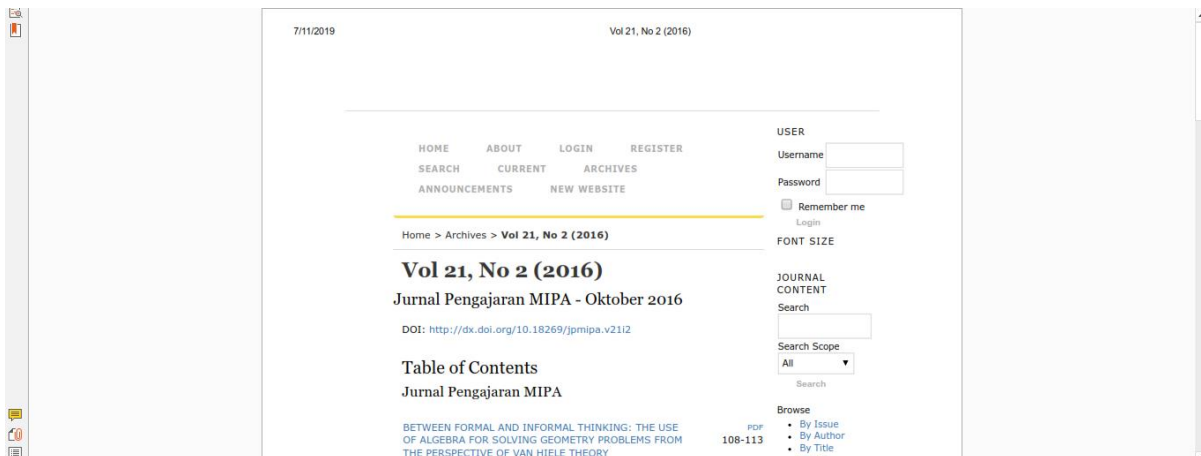 7/11/2019
Vol 21, No 2 (2016)
HOME ABOUT LOGIN REGISTER
SEARCH CURRENT ARCHIVES
ANNOUNCEMENTS NEW WEBSITE
Home > Archives > Vol 21, No 2 (2016)
Vol 21, No 2 (2016)
Jurnal Pengajaran MIPA - Oktober 2016
DOI: http://dx.doi.org/10.18269/jpmipa.v21i2
Table of Contents
Jurnal Pengajaran MIPA
BETWEEN FORMAL AND INFORMAL THINKING: THE USE
OF ALGEBRA FOR SOLVING GEOMETRY PROBLEMS FROM
THE PERSPECTIVE OF VAN HIELE THEORY
PDF
108-113
USER
Username
Password
Remember me
Login
FONT SIZE
JOURNAL
CONTENT
Search
Search Scope
All
Search
Browse
By Issue
By Author
By Title